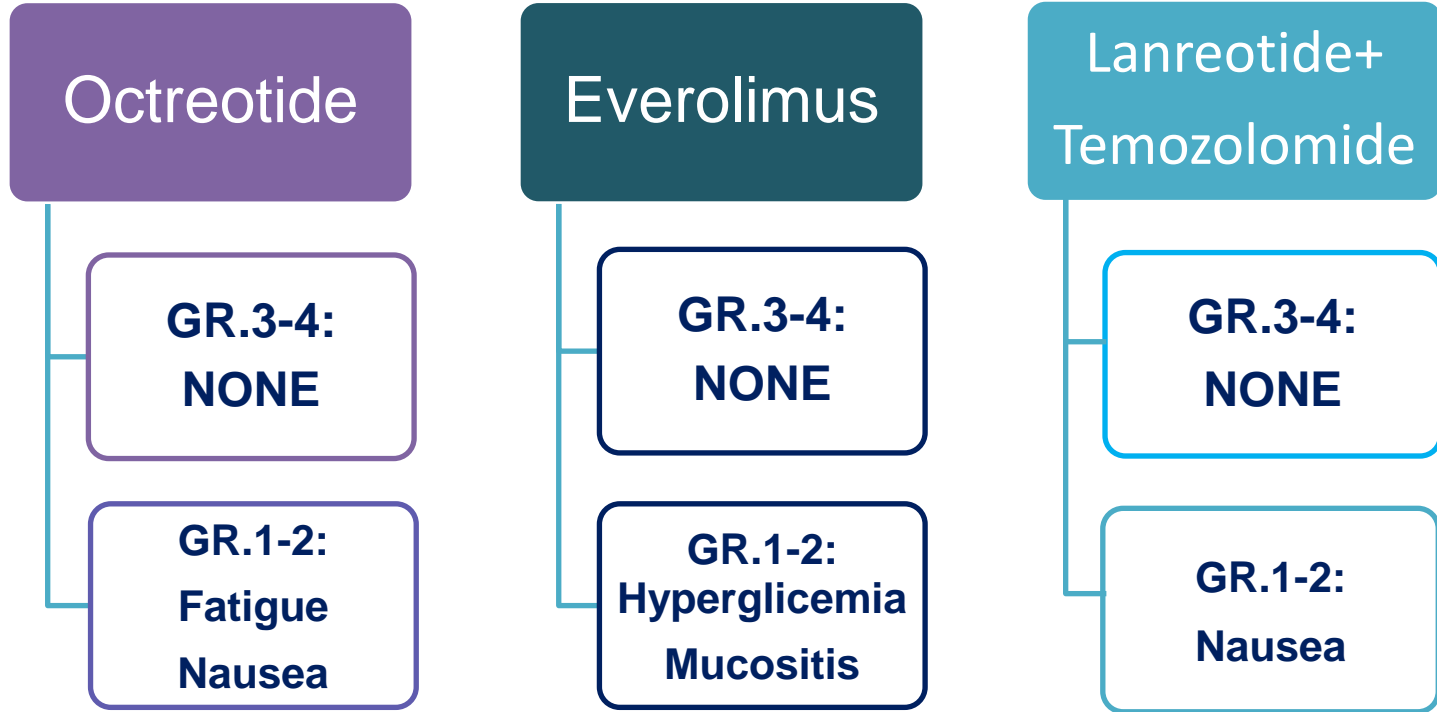 Octreotide
GR.3-4:
NONE
GR.1-2:
Fatigue
Nausea
Everolimus
GR.3-4:
NONE
GR.1-2:
Hyperglicemia
Mucositis
Lanreotide+
Temozolomide
GR.3-4:
NONE
GR.1-2:
Nausea